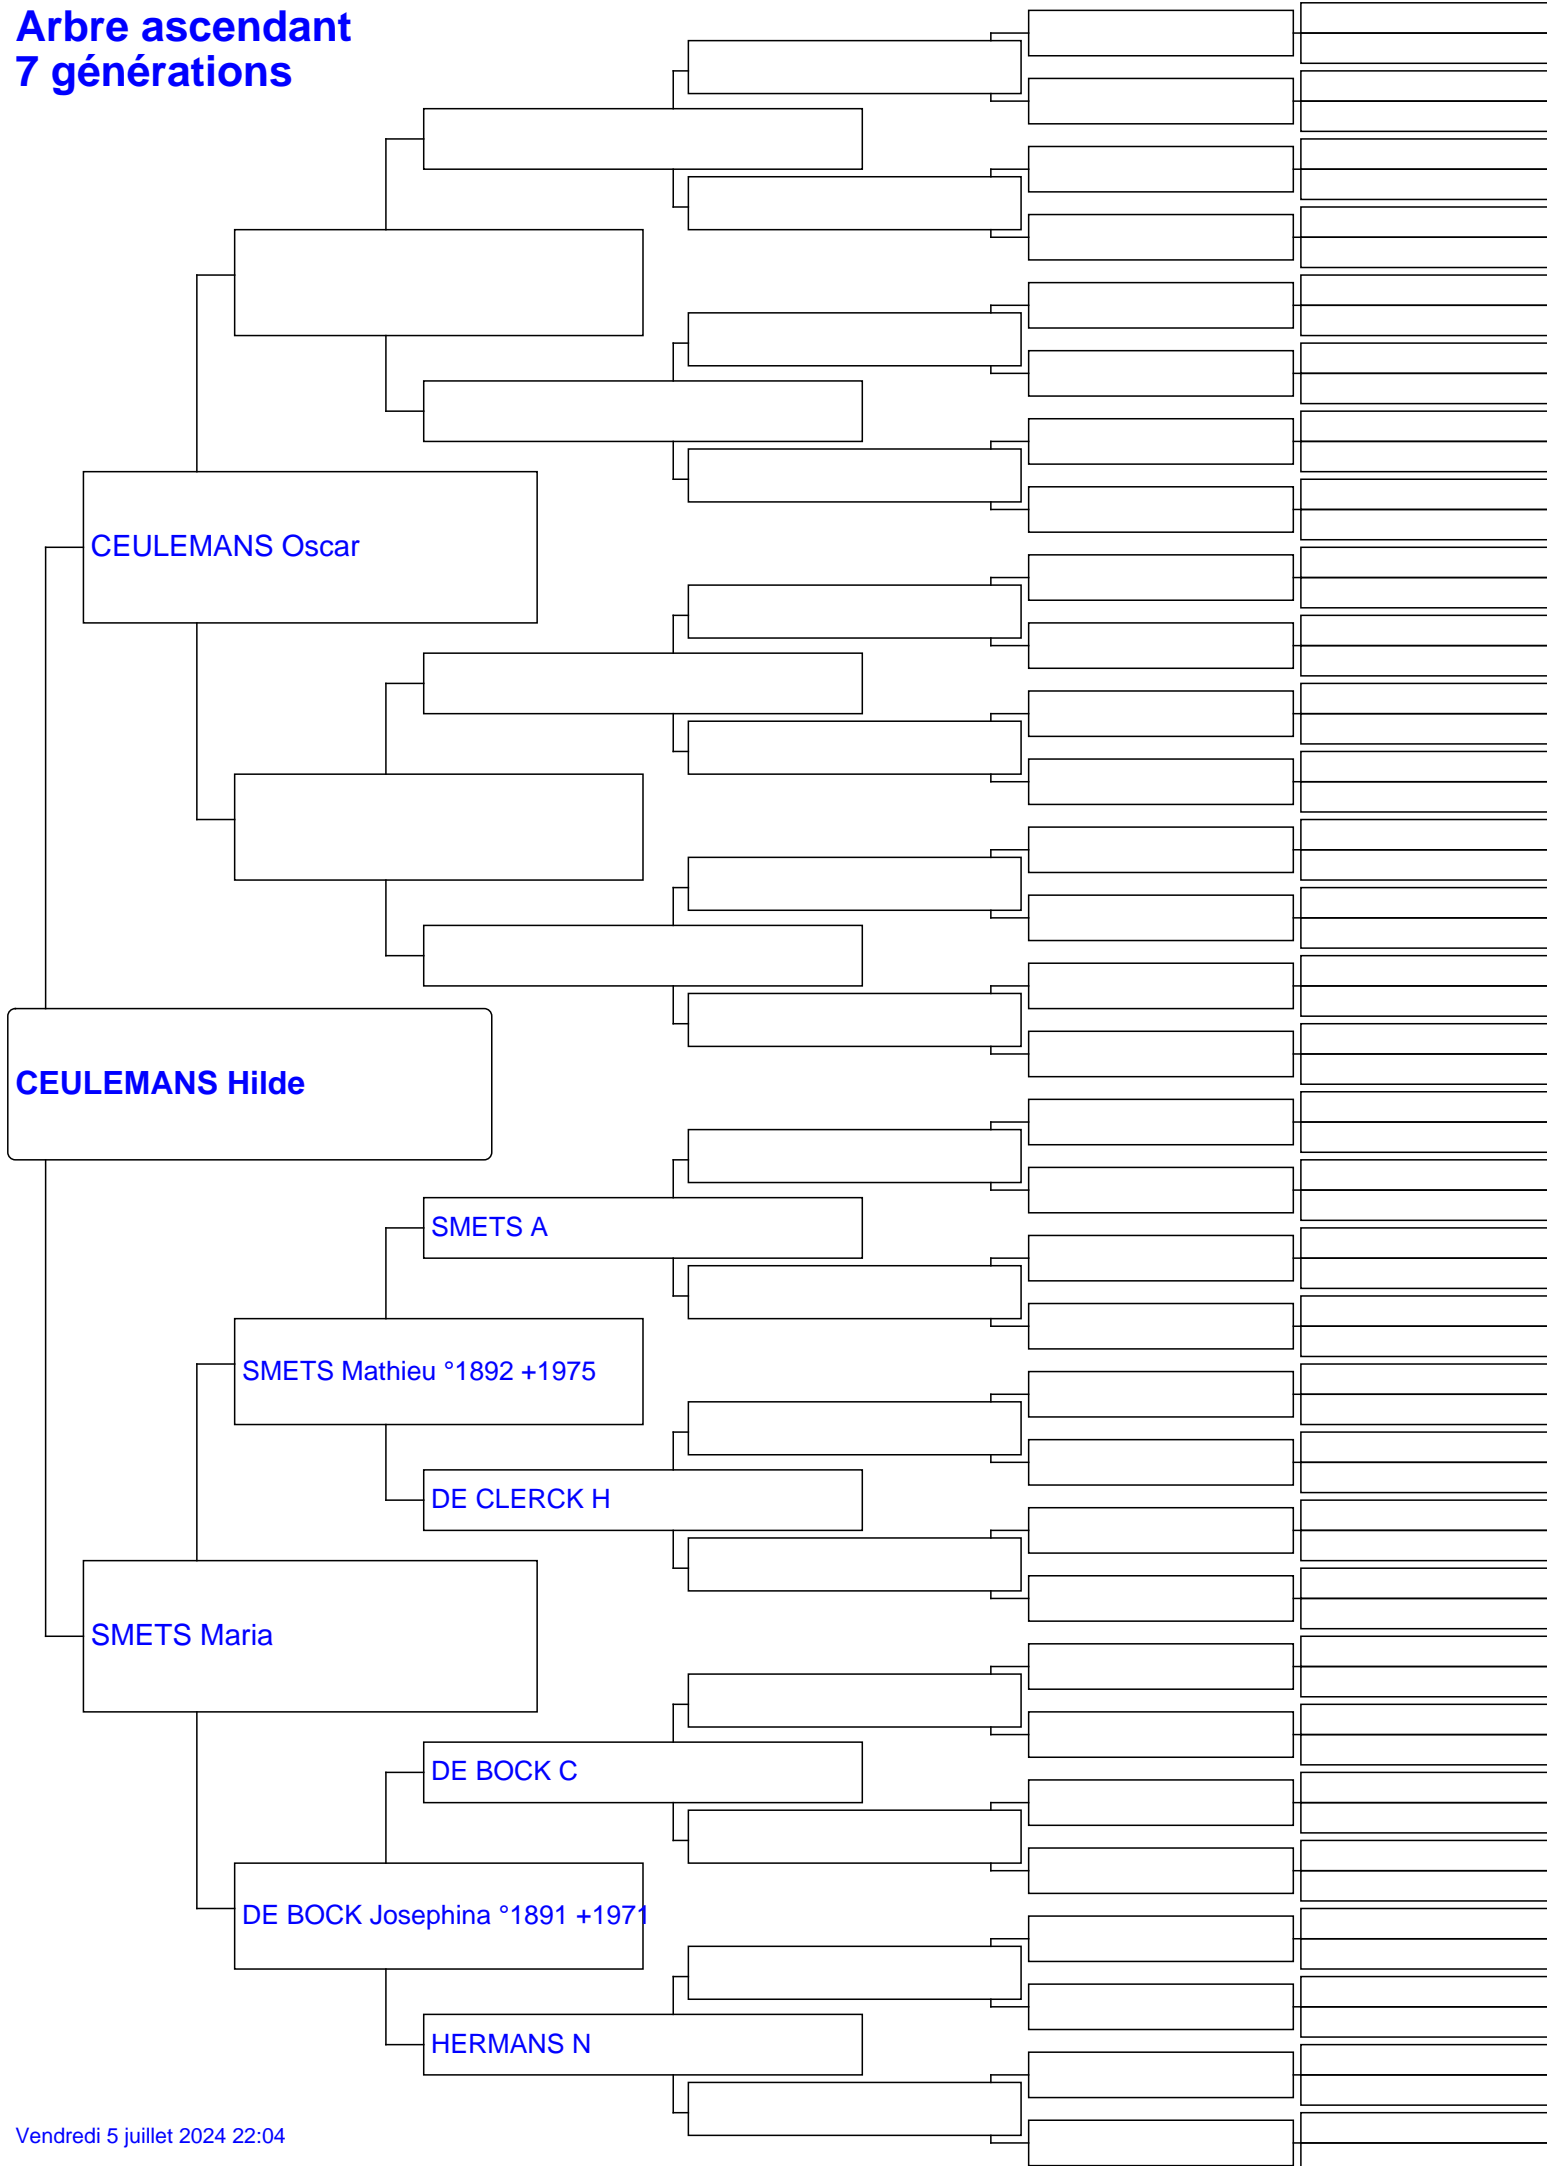 Arbre ascendant
7 générations
CEULEMANS Oscar
CEULEMANS Hilde
SMETS A
SMETS Mathieu °1892 +1975
DE CLERCK H
SMETS Maria
DE BOCK C
DE BOCK Josephina °1891 +1971
HERMANS N
Vendredi 5 juillet 2024 22:04